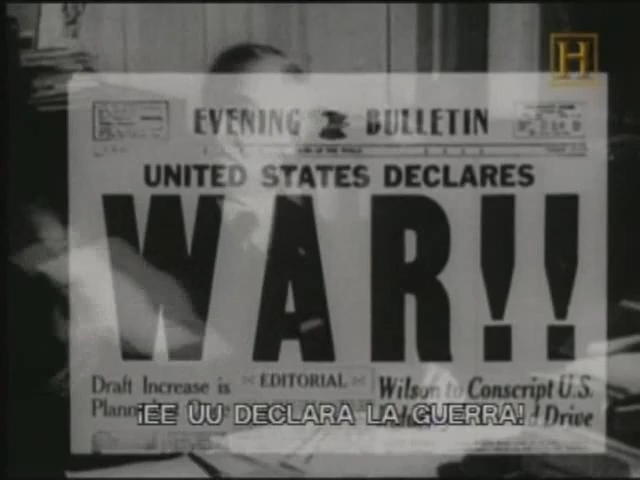 H
EVENING BULLETIN
UNITED STATES DECLARES
WAR!!
Draft Increase is
EDITORIAL
Wilson to Conscript U.S.
Drive
¡EE UU DECLARA LA GUERRA!